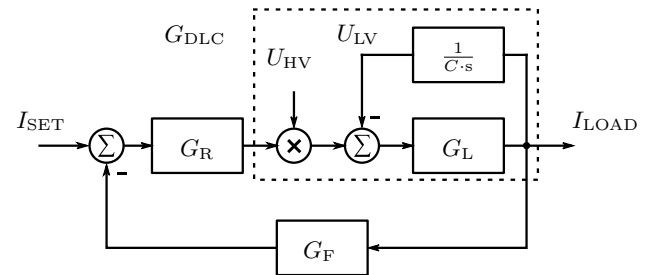 G_DLC
U_LV
1/(C·s)
U_HV
I_SET
Σ
G_R
×
Σ
G_L
I_LOAD
G_F